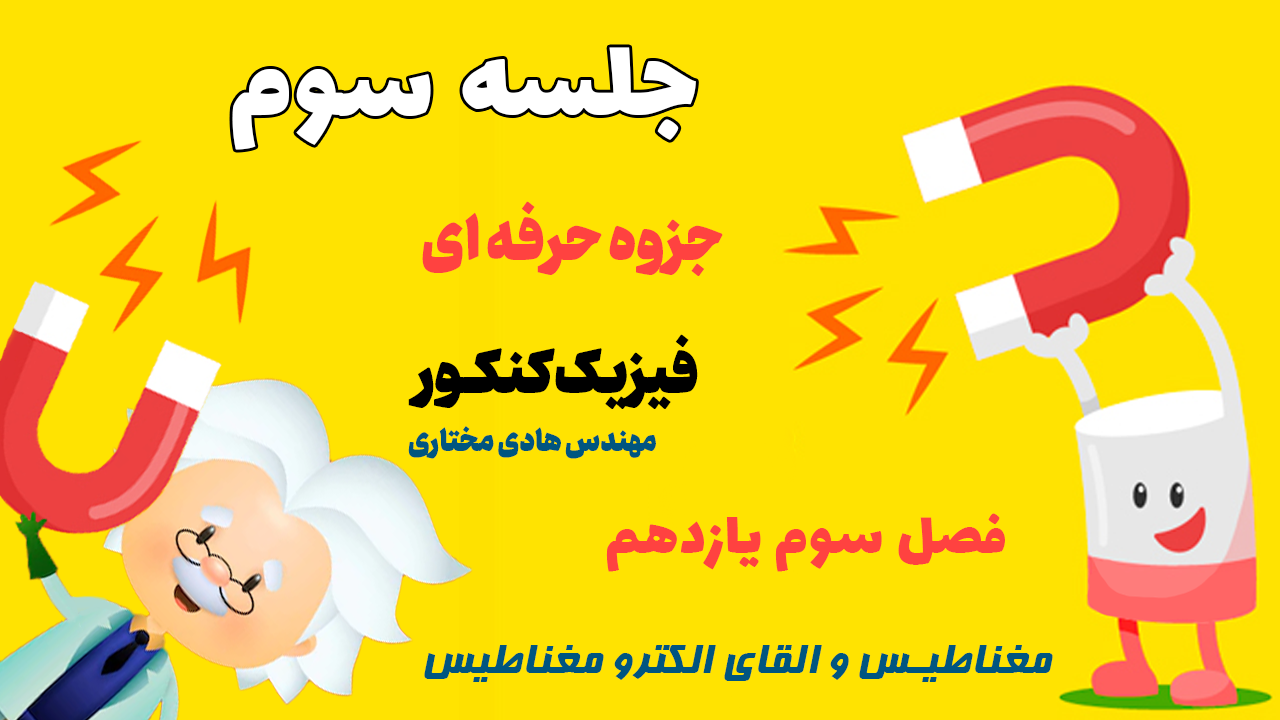 جلسه سوم
جزوه حرفه ای
فیزیک کنکور
مهندس هادی مختاری
فصل سوم یازدهم
مغناطیس و القای الکترو مغناطیس